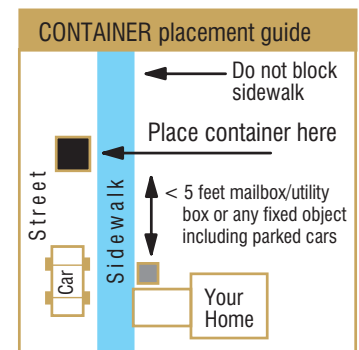 CONTAINER placement guide
Do not block
sidewalk
Place container here
< 5 feet mailbox/utility
box or any fixed object
including parked cars
Street
Sidewalk
Car
Your
Home